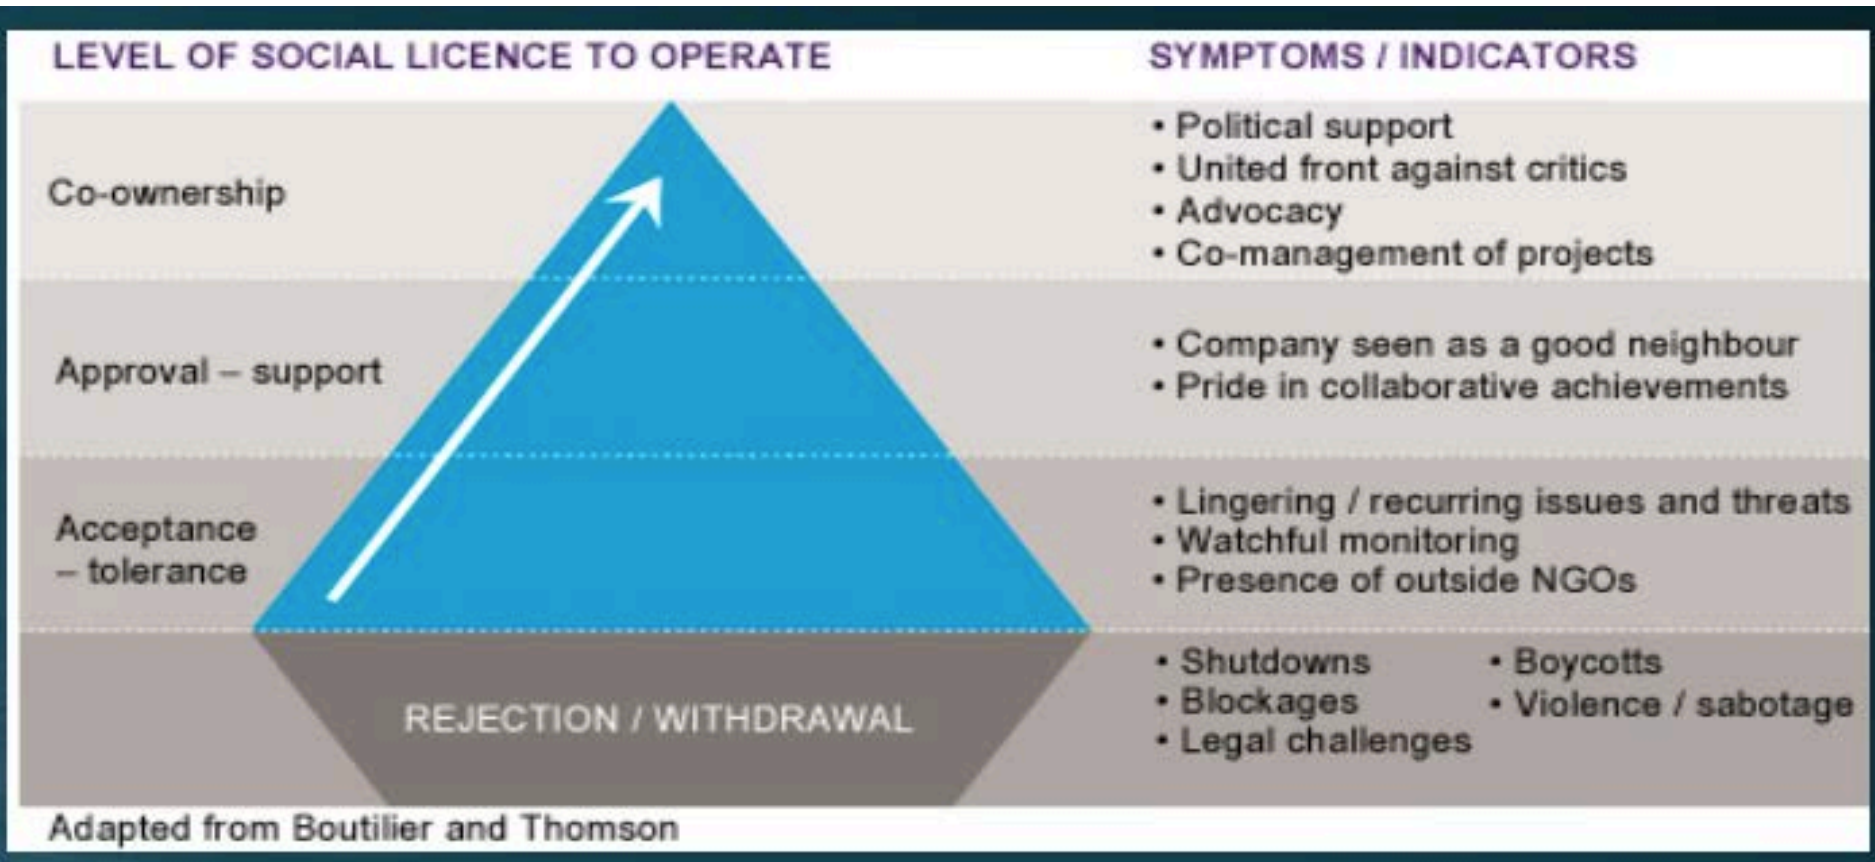 LEVEL OF SOCIAL LICENCE TO OPERATE
SYMPTOMS / INDICATORS
Co-ownership
• Political support
• United front against critics
• Advocacy
• Co-management of projects
Approval – support
• Company seen as a good neighbour
• Pride in collaborative achievements
Acceptance
– tolerance
• Lingering / recurring issues and threats
• Watchful monitoring
• Presence of outside NGOs
REJECTION / WITHDRAWAL
• Shutdowns
• Blockages
• Legal challenges
• Boycotts
• Violence / sabotage
Adapted from Boutilier and Thomson